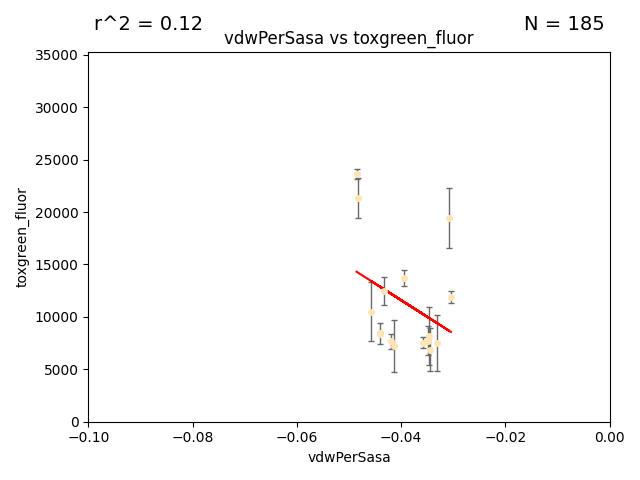 r^2 = 0.12
N = 185
vdwPerSasa vs toxgreen_fluor
35000
30000
25000
20000
15000
10000
5000
0
toxgreen_fluor
−0.10
−0.08
−0.06
−0.04
−0.02
0.00
vdwPerSasa